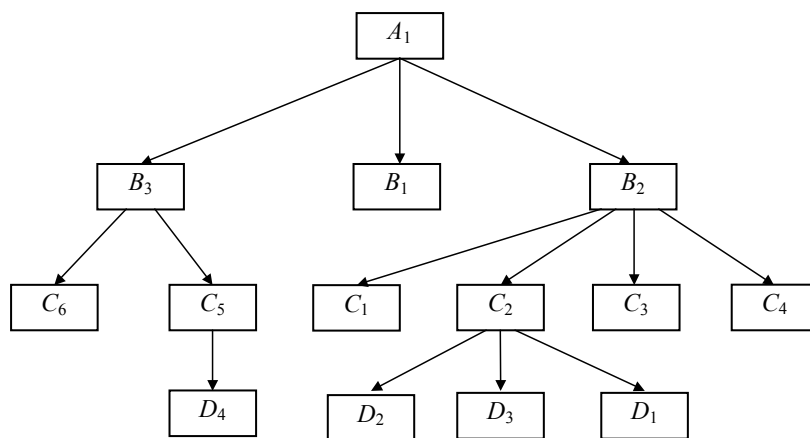 A₁
B₃ B₁ B₂
C₆ C₅ C₁ C₂ C₃ C₄
D₄ D₂ D₃ D₁